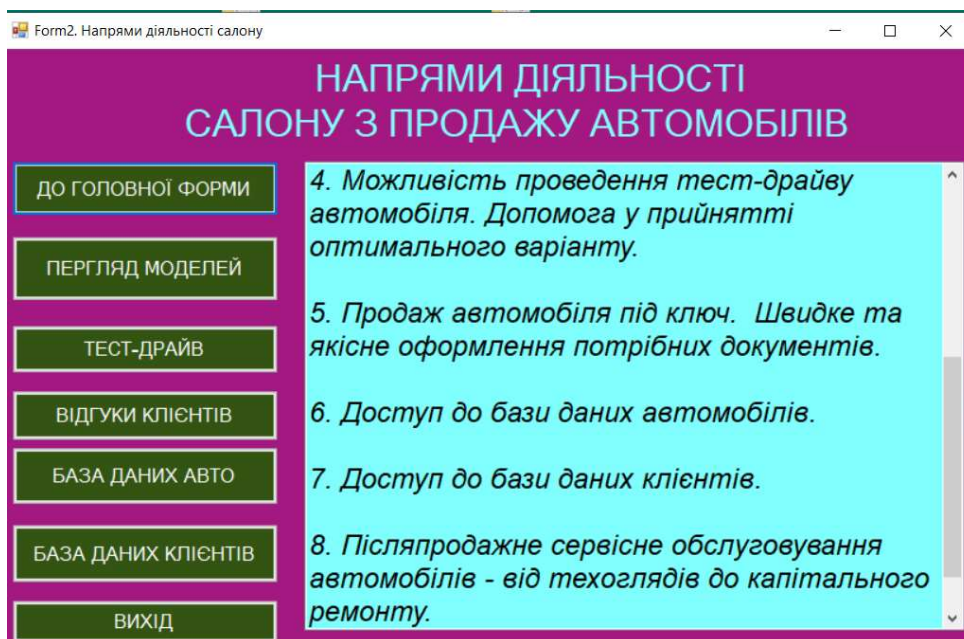 Form2. Напрями діяльності салону
НАПРЯМИ ДІЯЛЬНОСТІ
САЛОНУ З ПРОДАЖУ АВТОМОБІЛІВ
ДО ГОЛОВНОЇ ФОРМИ
ПЕРГЛЯД МОДЕЛЕЙ
ТЕСТ-ДРАЙВ
ВІДГУКИ КЛІЄНТІВ
БАЗА ДАНИХ АВТО
БАЗА ДАНИХ КЛІЄНТІВ
ВИХІД
4. Можливість проведення тест-драйву
автомобіля. Допомога у прийнятті
оптимального варіанту.
5. Продаж автомобіля під ключ.  Швидке та
якісне оформлення потрібних документів.
6. Доступ до бази даних автомобілів.
7. Доступ до бази даних клієнтів.
8. Післяпродажне сервісне обслуговування
автомобілів - від техоглядів до капітального
ремонту.